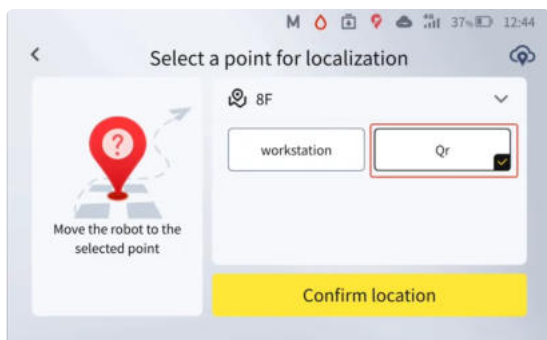 M 4G 37% 12:44
Select a point for localization
8F
workstation
Qr
?
Move the robot to the
selected point
Confirm location